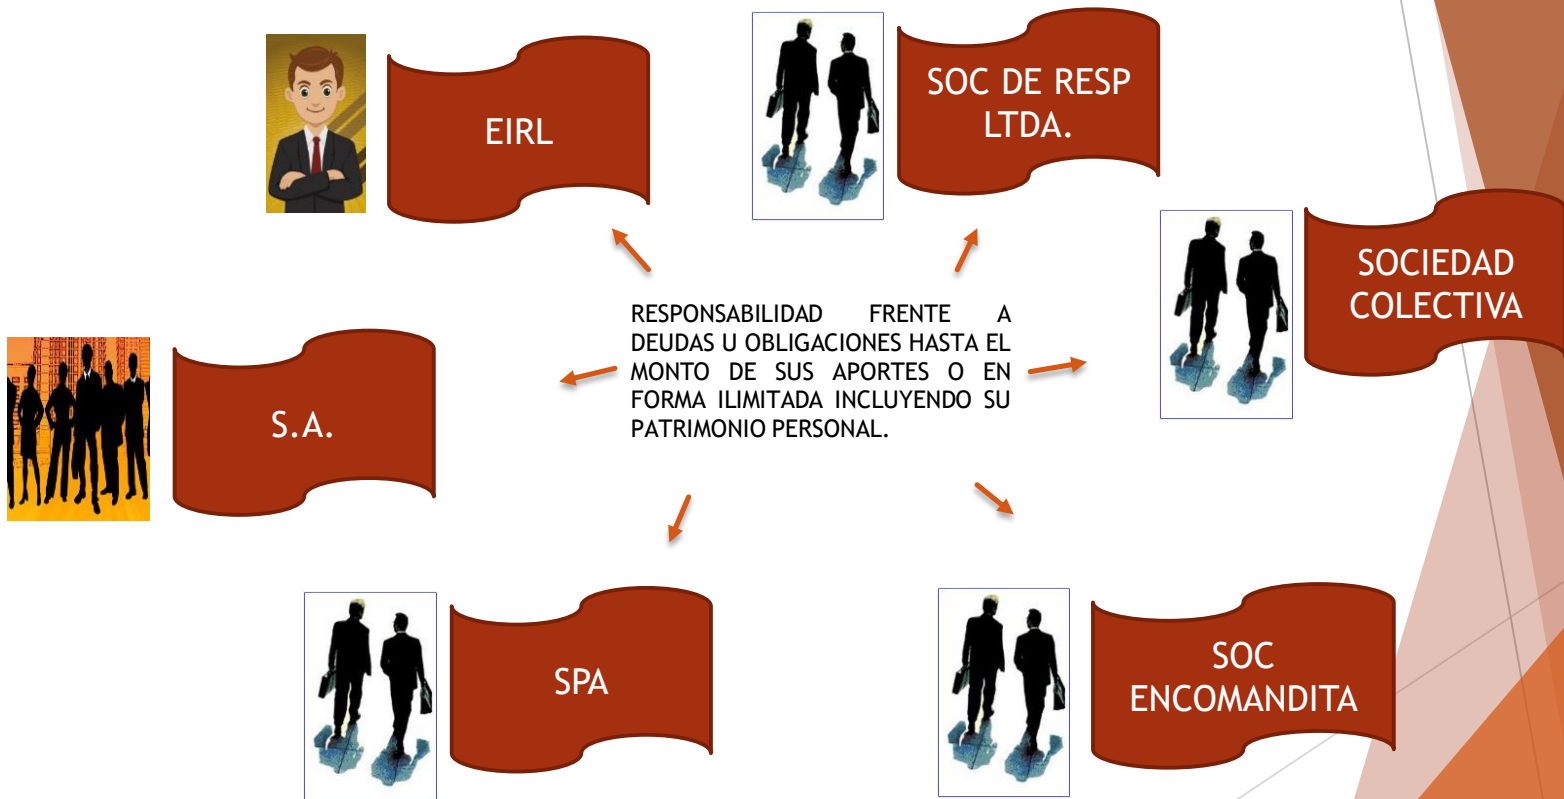 EIRL
SOC DE RESP
LTDA.
SOCIEDAD
COLECTIVA
RESPONSABILIDAD FRENTE A
DEUDAS U OBLIGACIONES HASTA EL
MONTO DE SUS APORTES O EN
FORMA ILIMITADA INCLUYENDO SU
PATRIMONIO PERSONAL.
S.A.
SPA
SOC
ENCOMANDITA